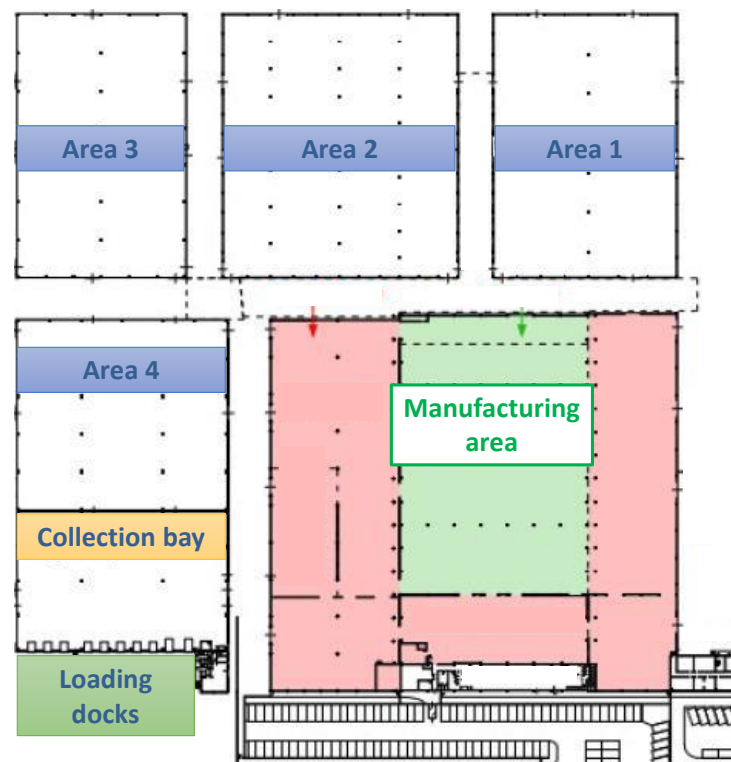 Area 3
Area 2
Area 1
Area 4
Manufacturing
area
Collection bay
Loading
docks